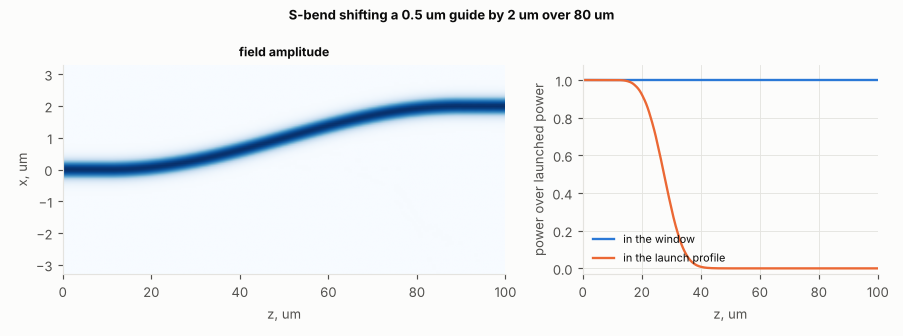 S-bend shifting a 0.5 um guide by 2 um over 80 um
field amplitude
x, um
3
2
1
0
−1
−2
−3
0 20 40 60 80 100
z, um
power over launched power
1.0
0.8
0.6
0.4
0.2
0.0
in the window
in the launch profile
0 20 40 60 80 100
z, um